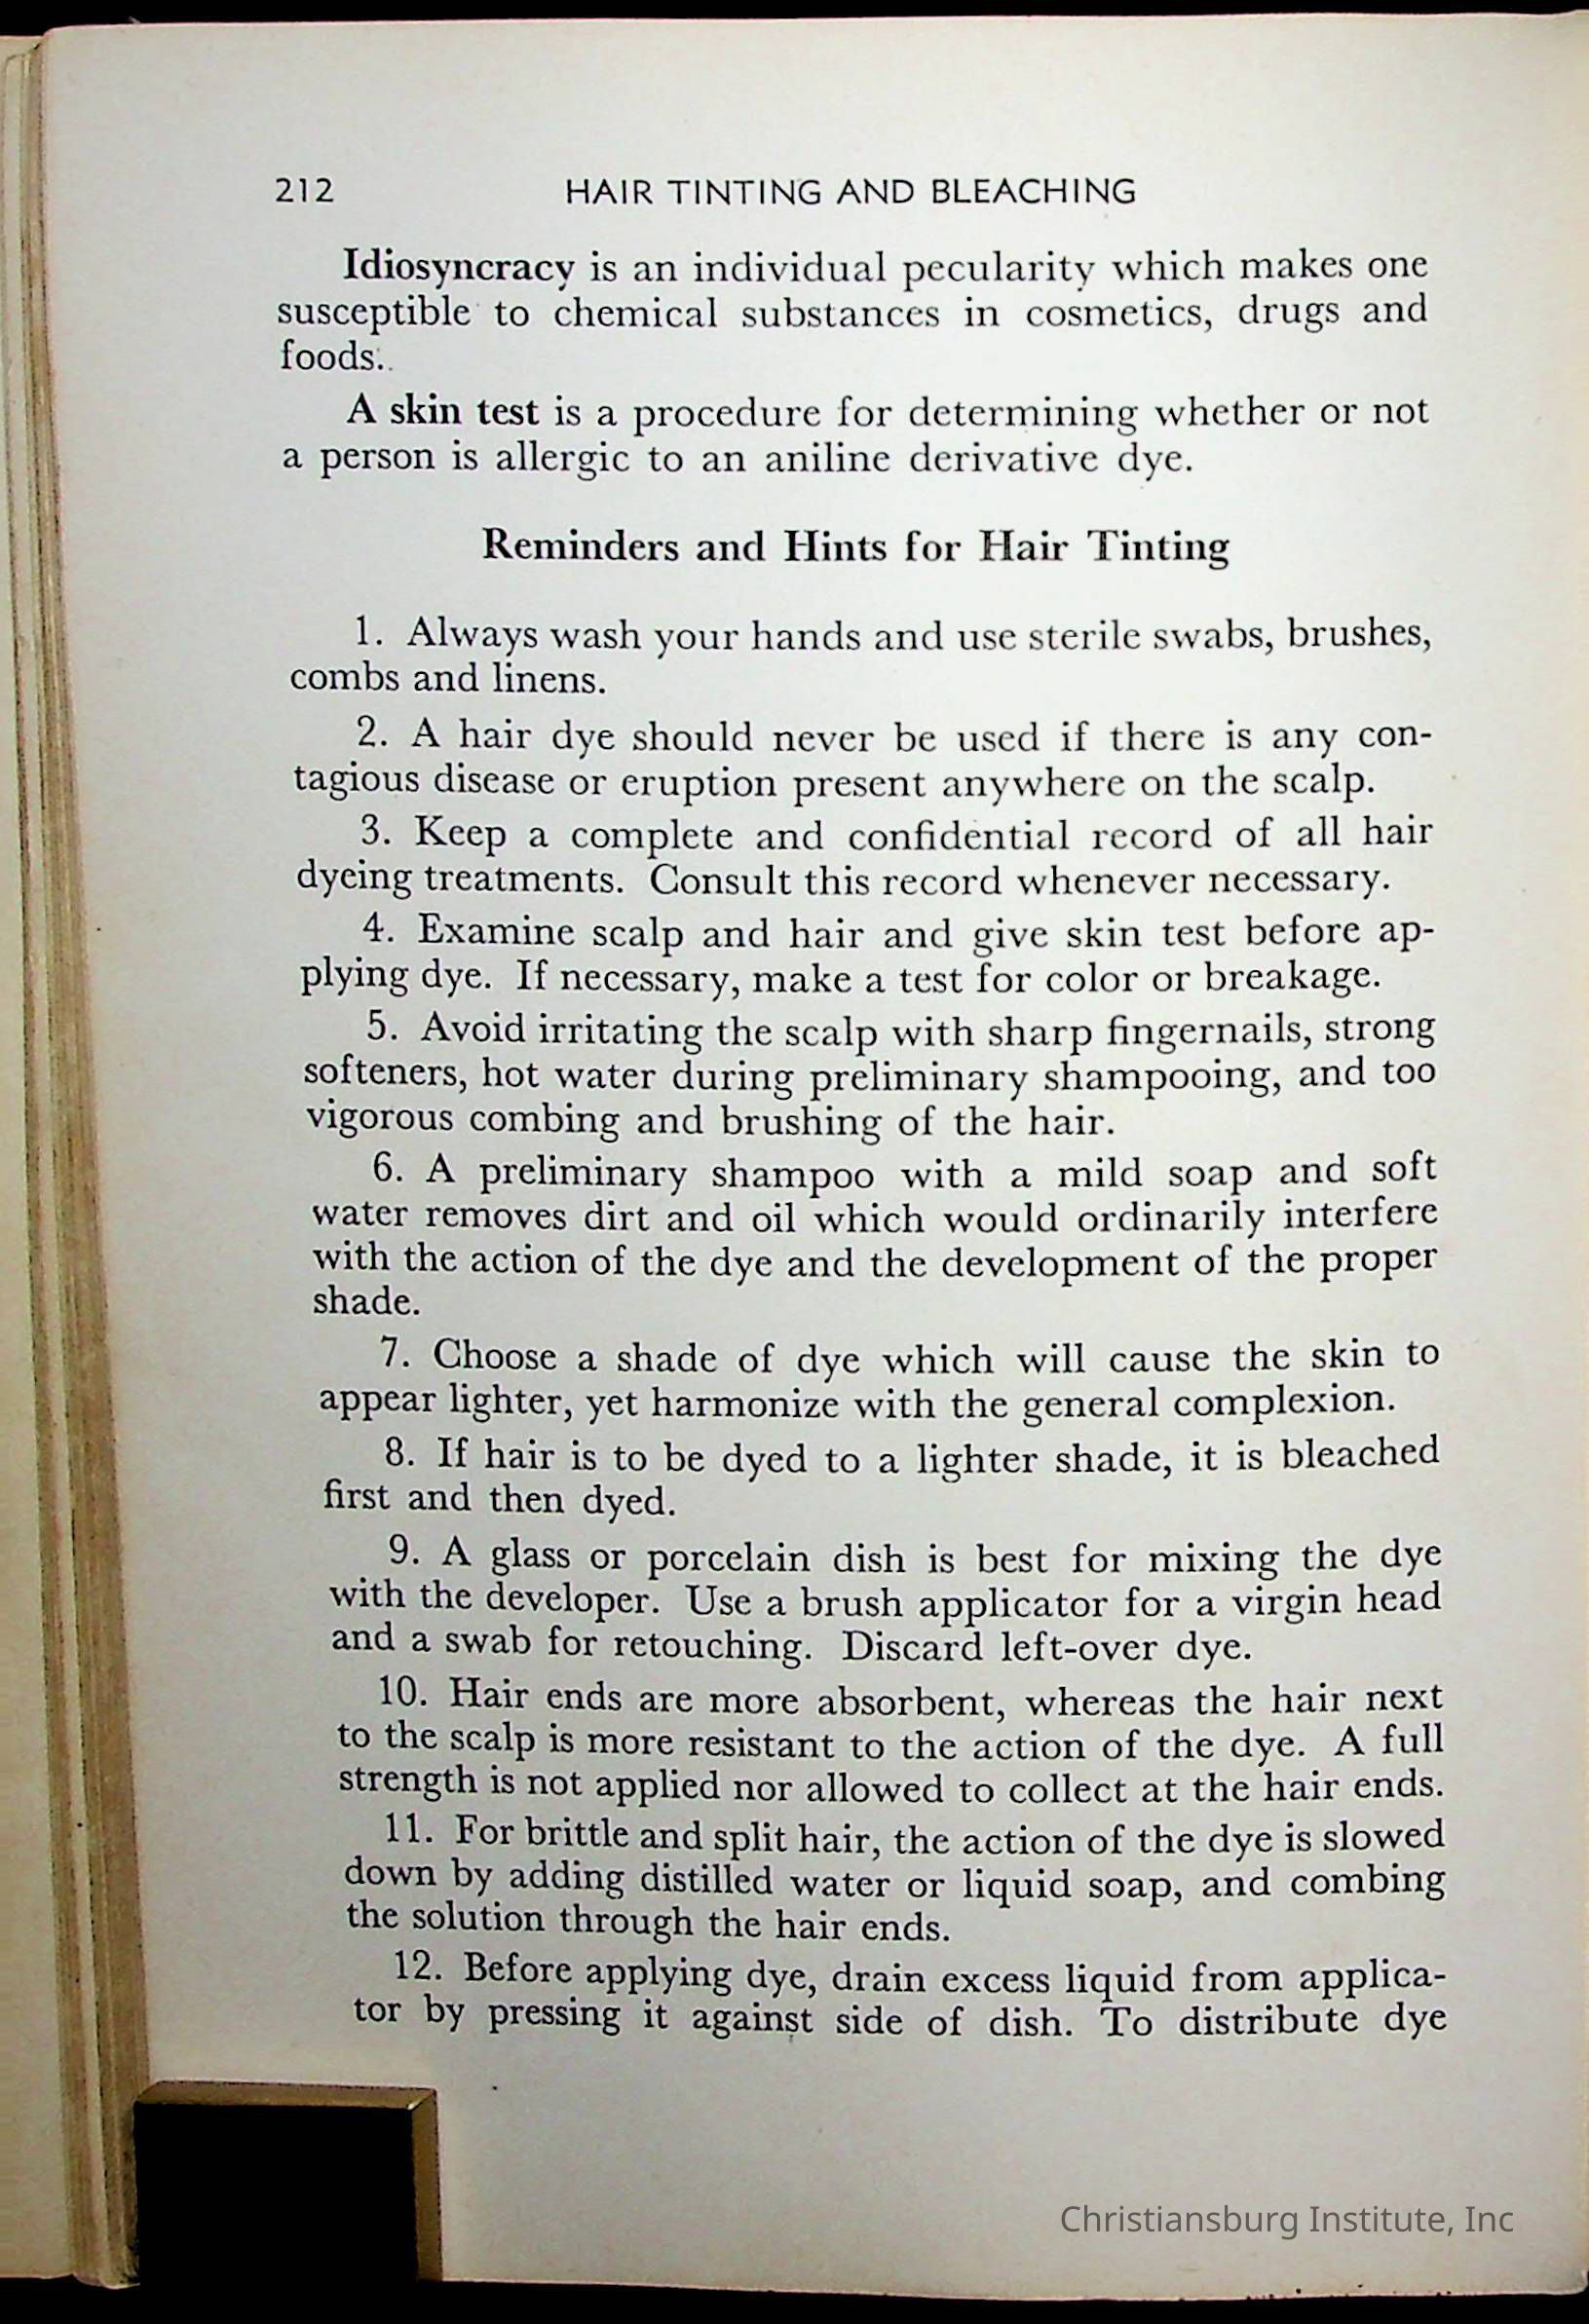 212 HAIR TINTING AND BLEACHING
Idiosyncracy is an individual pecularity which makes one
susceptible to chemical substances in cosmetics, drugs and
foods.
A skin test is a procedure for determining whether or not
a person is allergic to an aniline derivative dye.
Reminders and Hints for Hair Tinting
1. Always wash your hands and use sterile swabs, brushes,
combs and linens.
2. A hair dye should never be used if there is any con-
tagious disease or eruption present anywhere on the scalp.
3. Keep a complete and confidential record of all hair
dyeing treatments. Consult this record whenever necessary.
4. Examine scalp and hair and give skin test before ap-
plying dye. If necessary, make a test for color or breakage.
5. Avoid irritating the scalp with sharp fingernails, strong
softeners, hot water during preliminary shampooing, and too
vigorous combing and brushing of the hair.
6. A preliminary shampoo with a mild soap and soft
water removes dirt and oil which would ordinarily interfere
with the action of the dye and the development of the proper
shade.
7. Choose a shade of dye which will cause the skin to
appear lighter, yet harmonize with the general complexion.
8. If hair is to be dyed to a lighter shade, it is bleached
first and then dyed.
9. A glass or porcelain dish is best for mixing the dye
with the developer. Use a brush applicator for a virgin head
and a swab for retouching. Discard left-over dye.
10. Hair ends are more absorbent, whereas the hair next
to the scalp is more resistant to the action of the dye. A full
strength is not applied nor allowed to collect at the hair ends.
11. For brittle and split hair, the action of the dye is slowed
down by adding distilled water or liquid soap, and combing
the solution through the hair ends.
12. Before applying dye, drain excess liquid from applica-
tor by pressing it against side of dish. To distribute dye
Christiansburg Institute, Inc